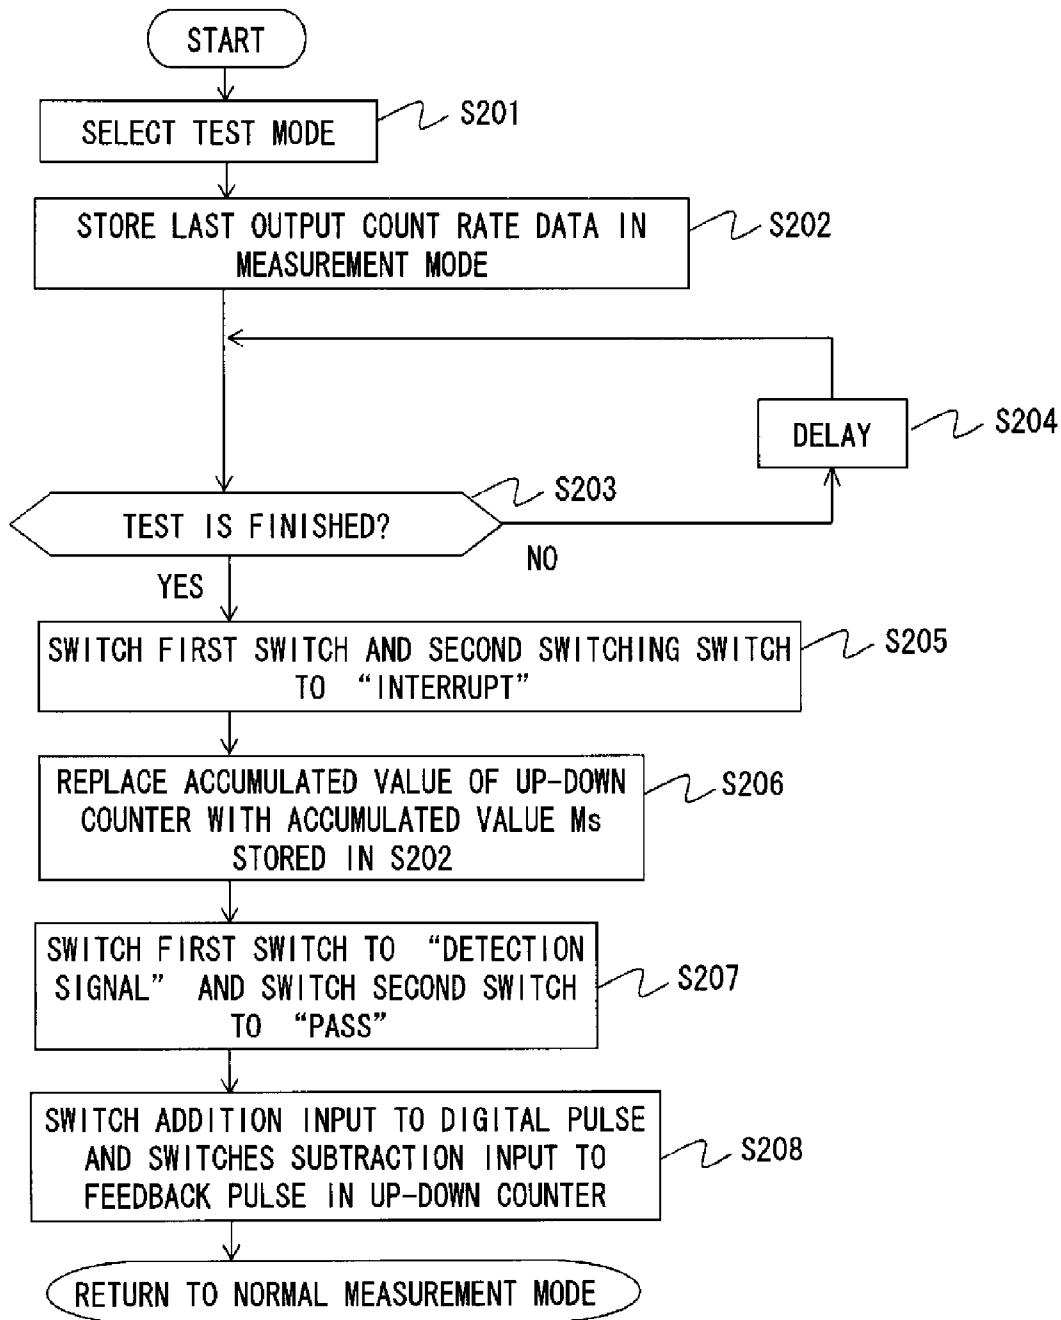 START
SELECT TEST MODE
S201
STORE LAST OUTPUT COUNT RATE DATA IN
MEASUREMENT MODE
S202
DELAY
S204
TEST IS FINISHED?
S203
NO
YES
SWITCH FIRST SWITCH AND SECOND SWITCHING SWITCH
TO “INTERRUPT”
S205
REPLACE ACCUMULATED VALUE OF UP-DOWN
COUNTER WITH ACCUMULATED VALUE Ms
STORED IN S202
S206
SWITCH FIRST SWITCH TO “DETECTION
SIGNAL” AND SWITCH SECOND SWITCH
TO “PASS”
S207
SWITCH ADDITION INPUT TO DIGITAL PULSE
AND SWITCHES SUBTRACTION INPUT TO
FEEDBACK PULSE IN UP-DOWN COUNTER
S208
RETURN TO NORMAL MEASUREMENT MODE